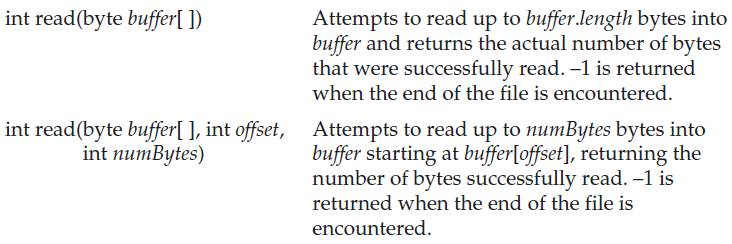 int read(byte buffer[ ])
Attempts to read up to buffer.length bytes into
buffer and returns the actual number of bytes
that were successfully read. –1 is returned
when the end of the file is encountered.
int read(byte buffer[ ], int offset,
int numBytes)
Attempts to read up to numBytes bytes into
buffer starting at buffer[offset], returning the
number of bytes successfully read. –1 is
returned when the end of the file is
encountered.